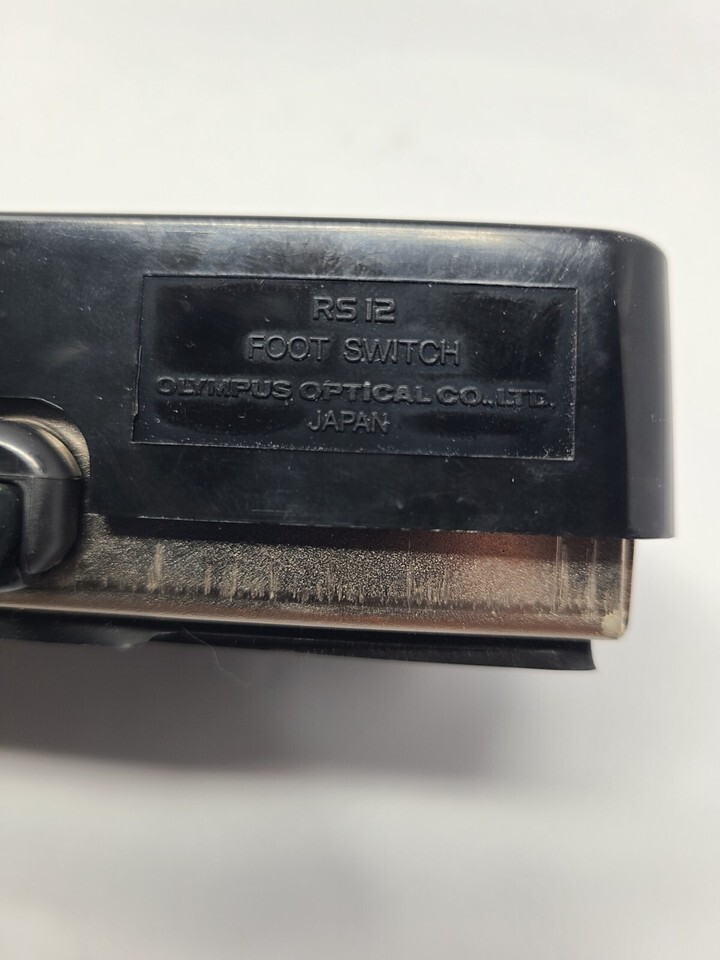 RS 12
FOOT SWITCH
OLYMPUS OPTICAL CO., LTD.
JAPAN